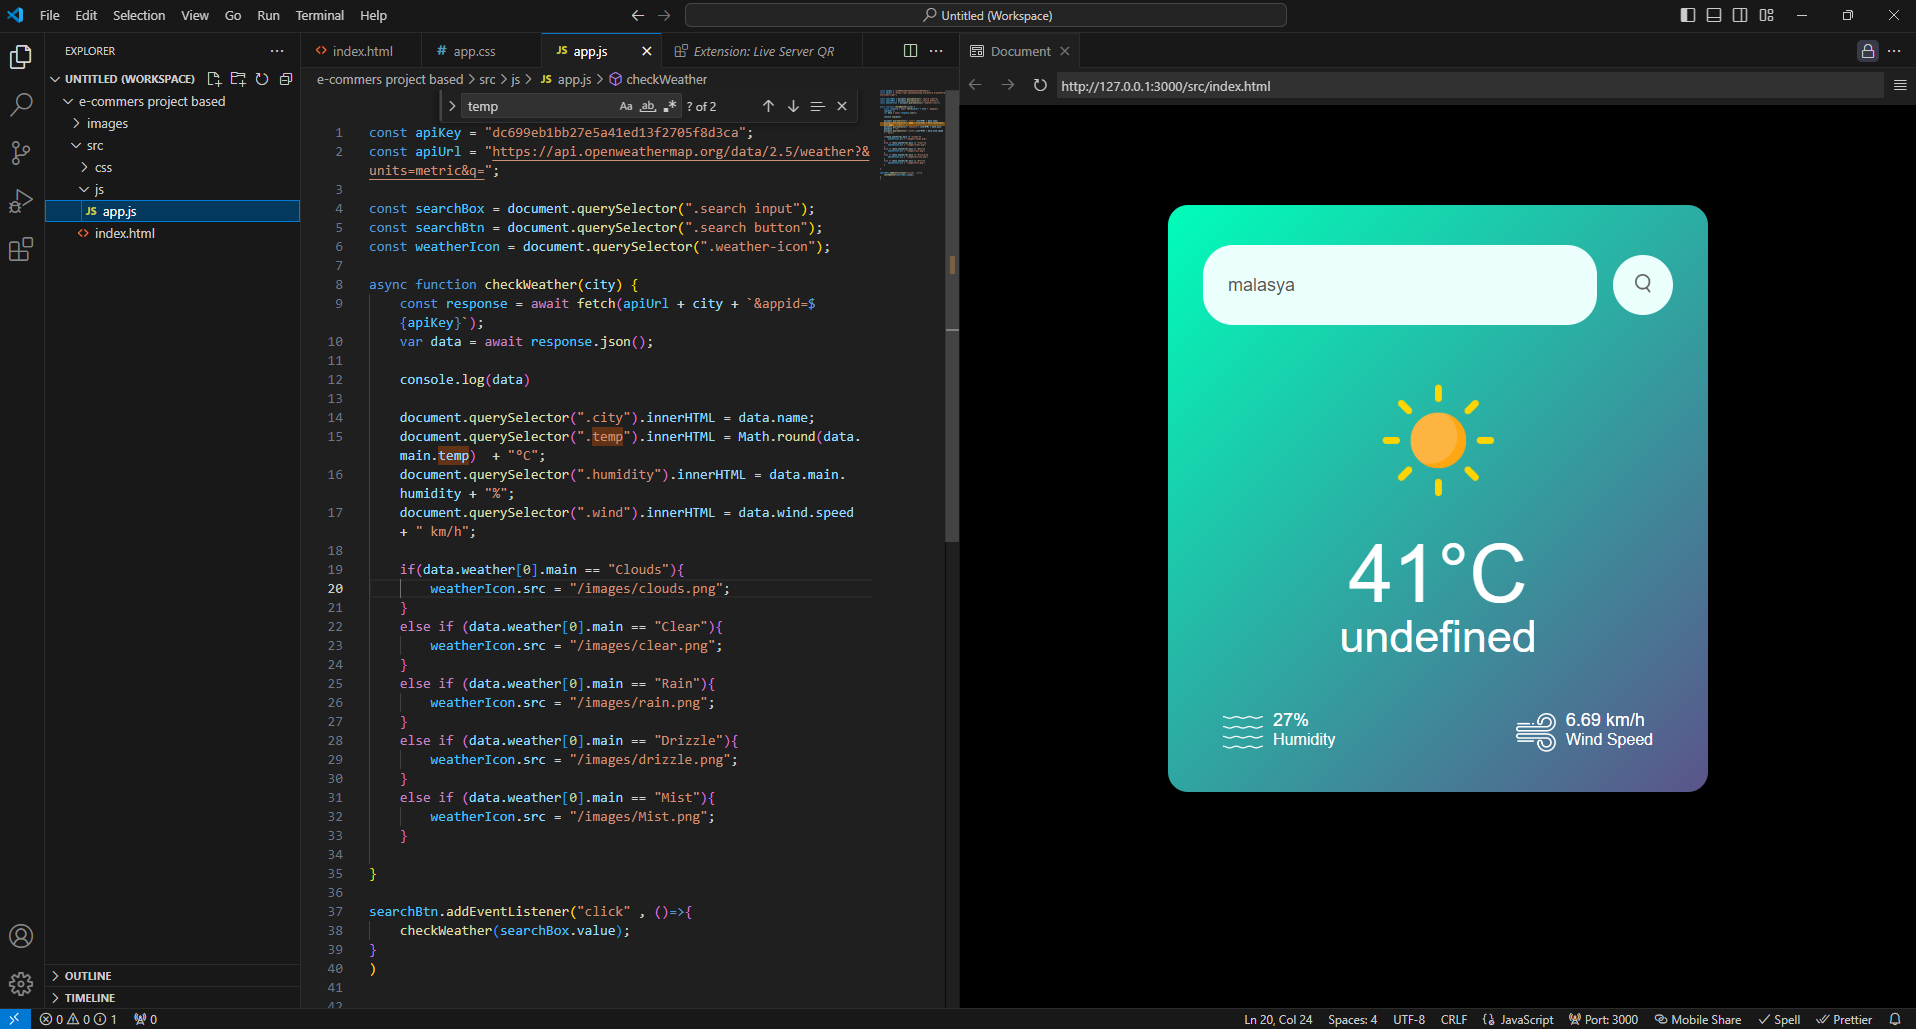 File Edit Selection View Go Run Terminal Help
Untitled (Workspace)
EXPLORER
UNTITLED (WORKSPACE)
e-commers project based
images
src
css
js
JS app.js
<> index.html
OUTLINE
TIMELINE
<> index.html
# app.css
JS app.js
Extension: Live Server QR
e-commers project based > src > js > JS app.js > checkWeather
temp
Aa ab .* ? of 2
1 const apiKey = "dc699eb1bb27e5a41ed13f2705f8d3ca";
2 const apiUrl = "https://api.openweathermap.org/data/2.5/weather?&
units=metric&q=";
3
4 const searchBox = document.querySelector(".search input");
5 const searchBtn = document.querySelector(".search button");
6 const weatherIcon = document.querySelector(".weather-icon");
7
8 async function checkWeather(city) {
9 const response = await fetch(apiUrl + city + `&appid=$
{apiKey}`);
10 var data = await response.json();
11
12 console.log(data)
13
14 document.querySelector(".city").innerHTML = data.name;
15 document.querySelector(".temp").innerHTML = Math.round(data.
main.temp) + "°C";
16 document.querySelector(".humidity").innerHTML = data.main.
humidity + "%";
17 document.querySelector(".wind").innerHTML = data.wind.speed
+ " km/h";
18
19 if(data.weather[0].main == "Clouds"){
20 weatherIcon.src = "/images/clouds.png";
21 }
22 else if (data.weather[0].main == "Clear"){
23 weatherIcon.src = "/images/clear.png";
24 }
25 else if (data.weather[0].main == "Rain"){
26 weatherIcon.src = "/images/rain.png";
27 }
28 else if (data.weather[0].main == "Drizzle"){
29 weatherIcon.src = "/images/drizzle.png";
30 }
31 else if (data.weather[0].main == "Mist"){
32 weatherIcon.src = "/images/Mist.png";
33 }
34
35 }
36
37 searchBtn.addEventListener("click" , ()=>{
38 checkWeather(searchBox.value);
39 }
40 )
41
42
Document
http://127.0.0.1:3000/src/index.html
malasya
41°C
undefined
27%
Humidity
6.69 km/h
Wind Speed
0 0 1 0
Ln 20, Col 24 Spaces: 4 UTF-8 CRLF JavaScript Port: 3000 Mobile Share Spell Prettier